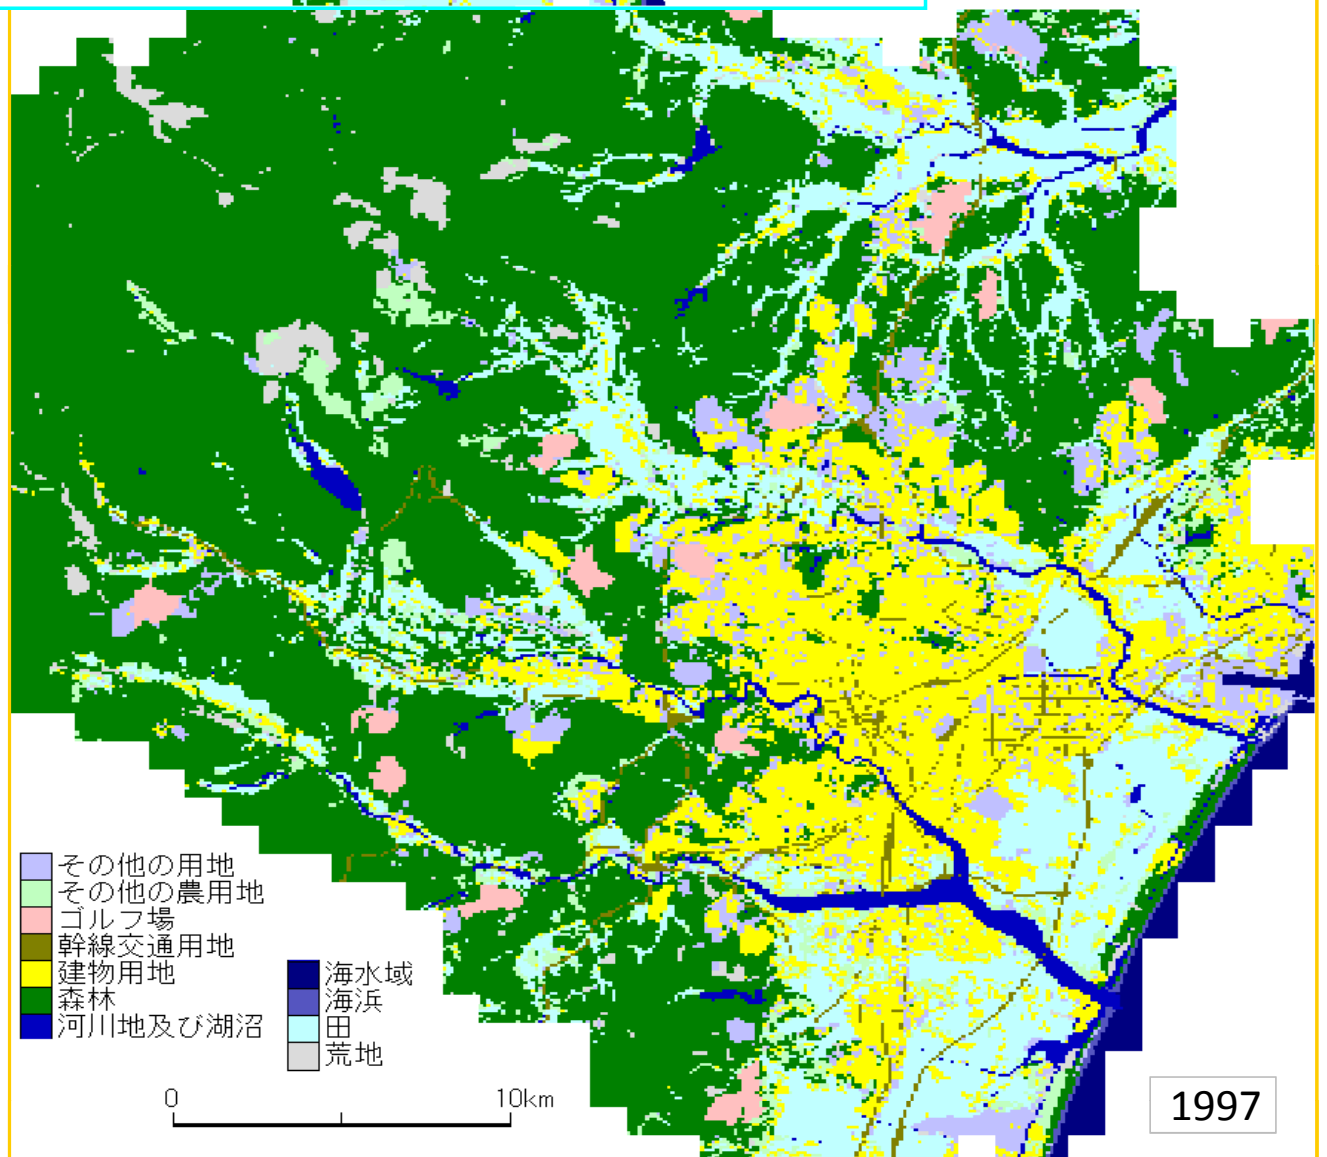 その他の用地
その他の農用地
ゴルフ場
幹線交通用地
建物用地
森林
河川地及び湖沼
海水域
海浜
田
荒地
0 10km
1997